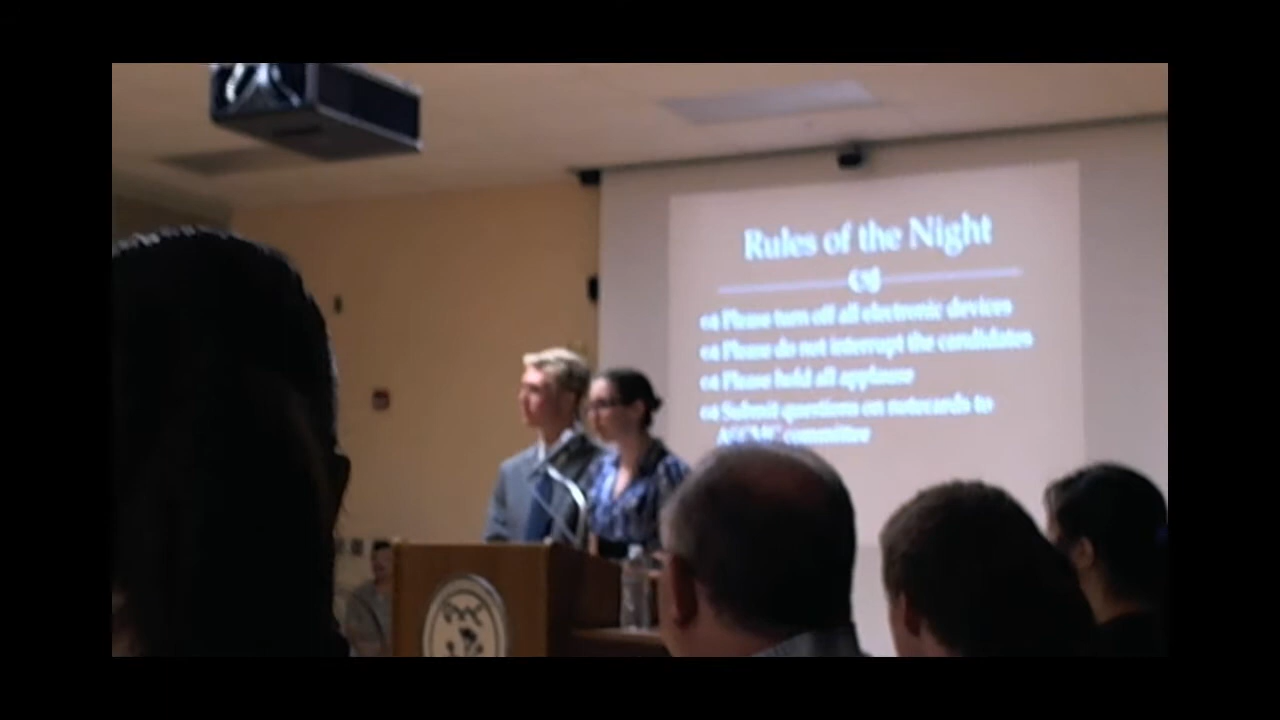 Rules of the Night
Please turn off all electronic devices
Please do not interrupt the candidates
Please hold all applause
Submit questions on notecards to
committee